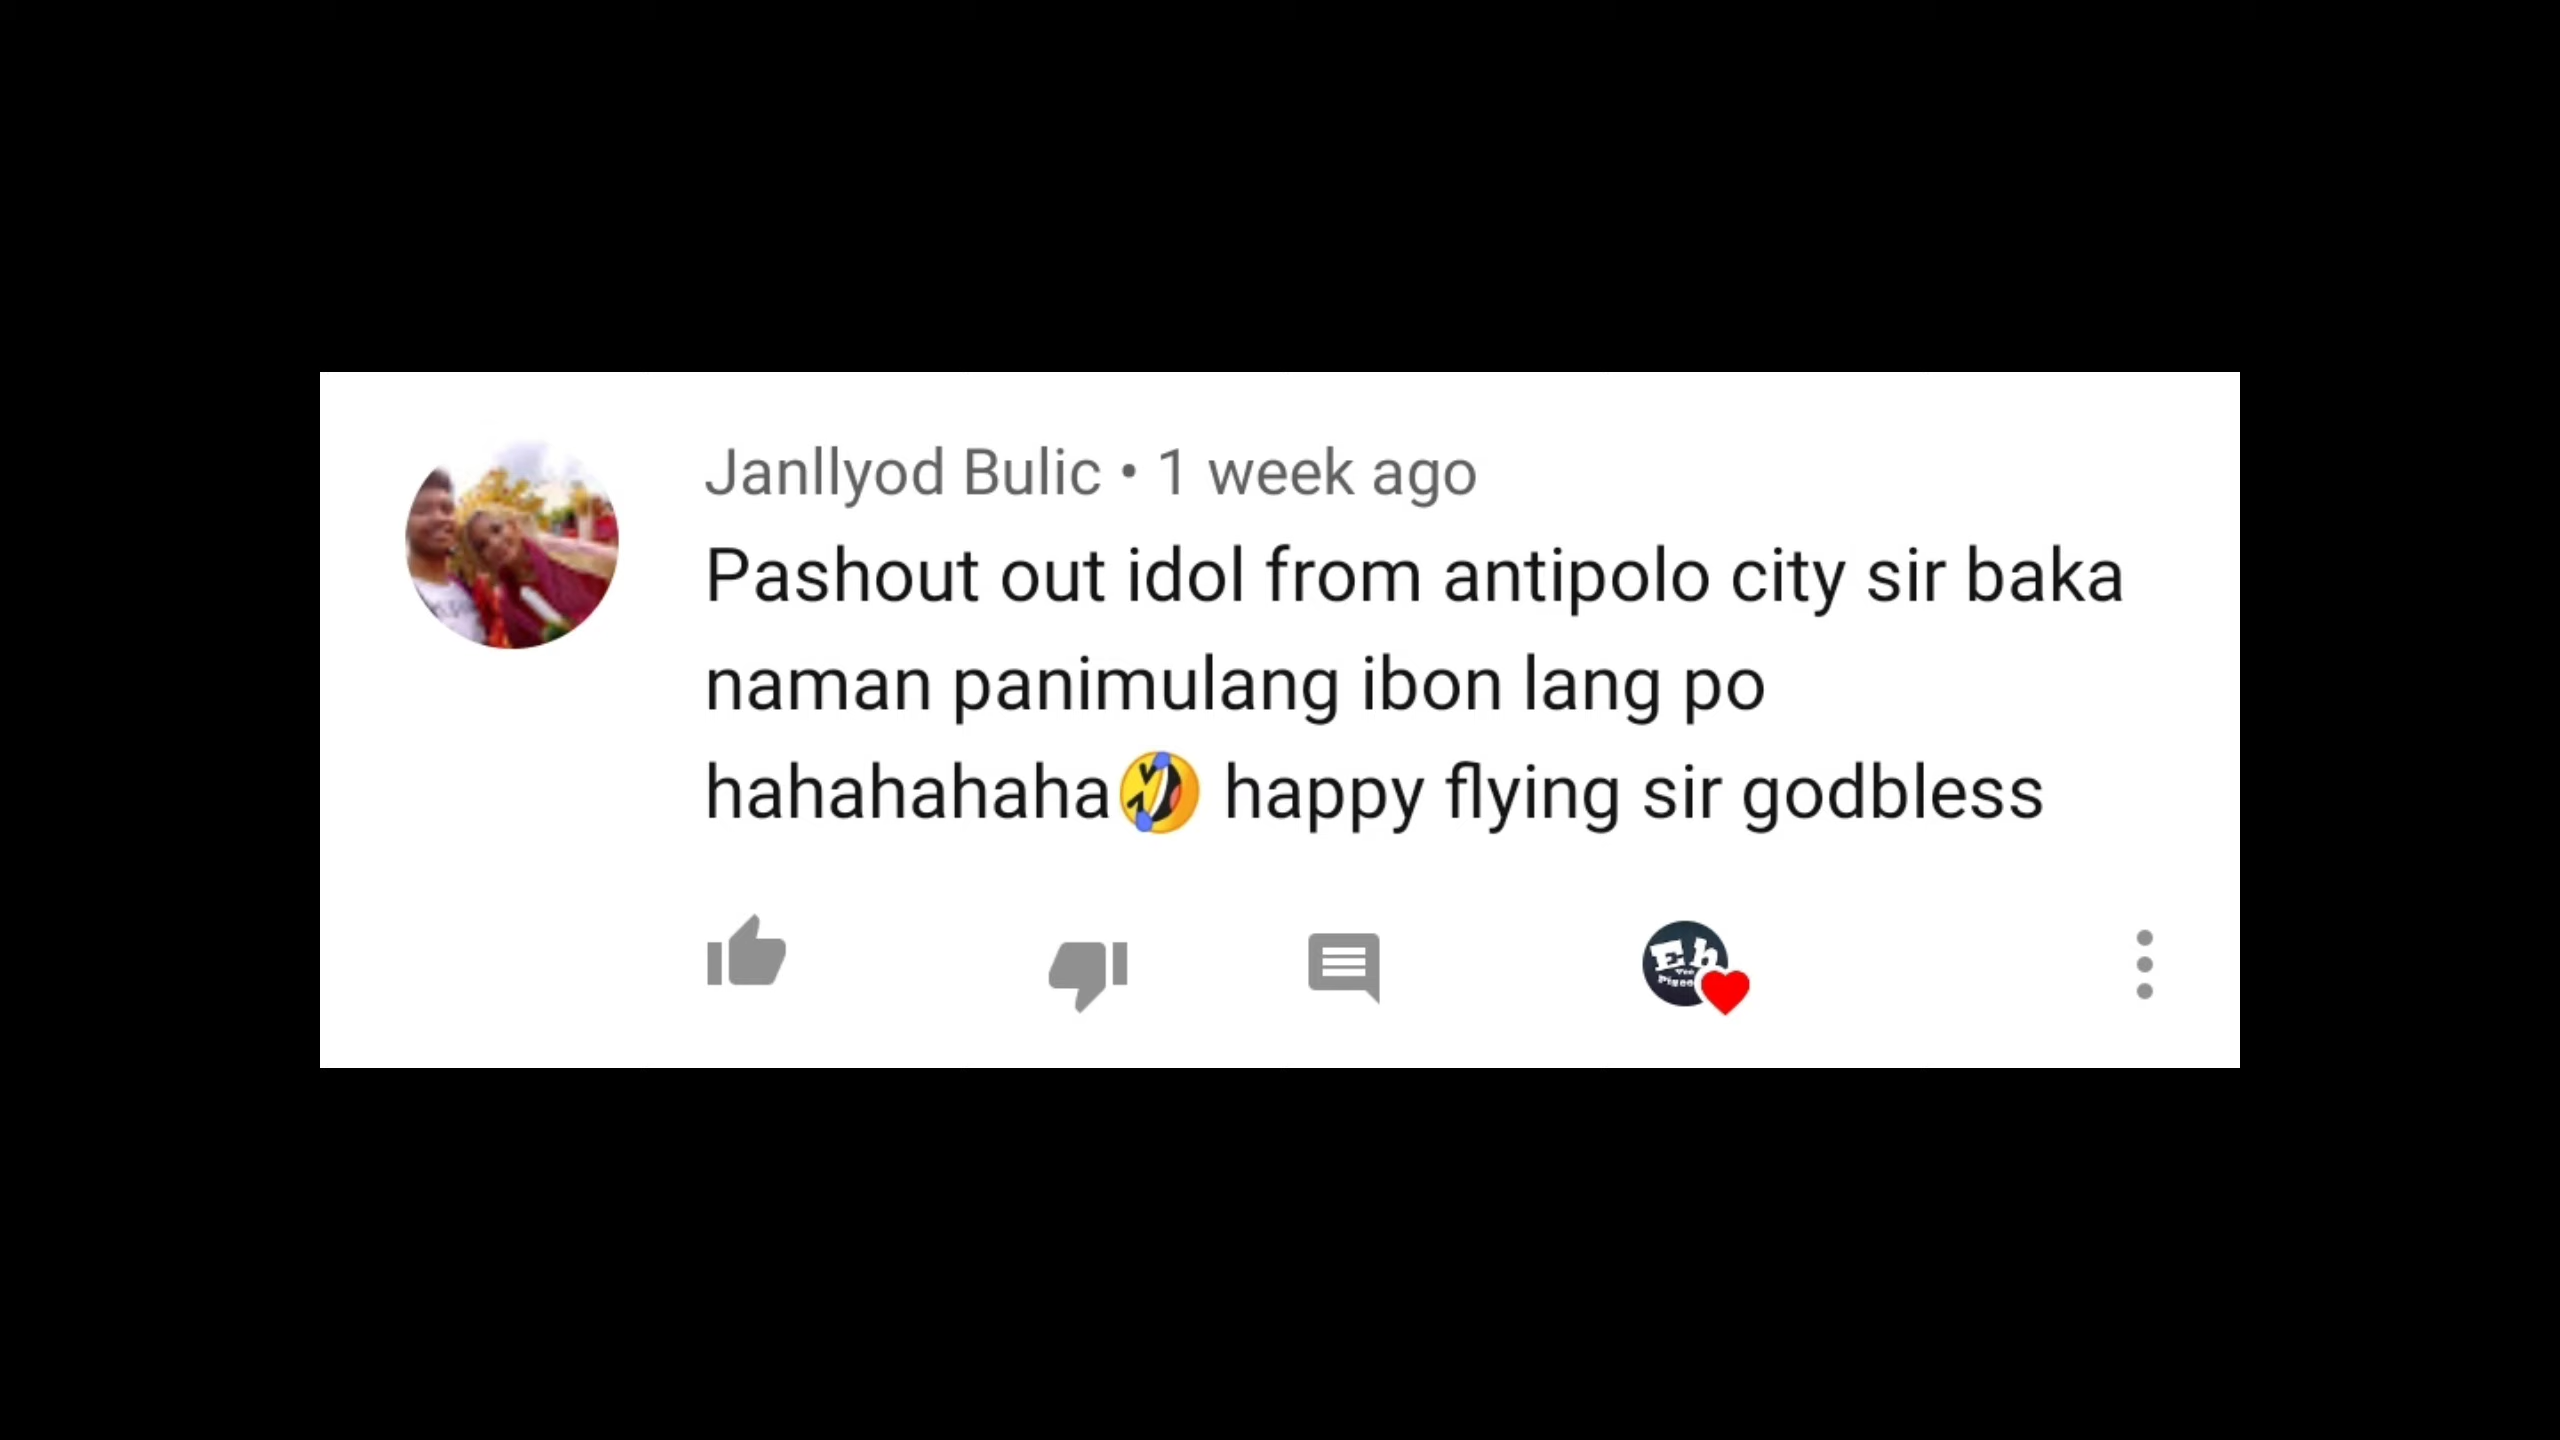 Janllyod Bulic • 1 week ago
Pashout out idol from antipolo city sir baka
naman panimulang ibon lang po
hahahahaha🤣 happy flying sir godbless
Eh